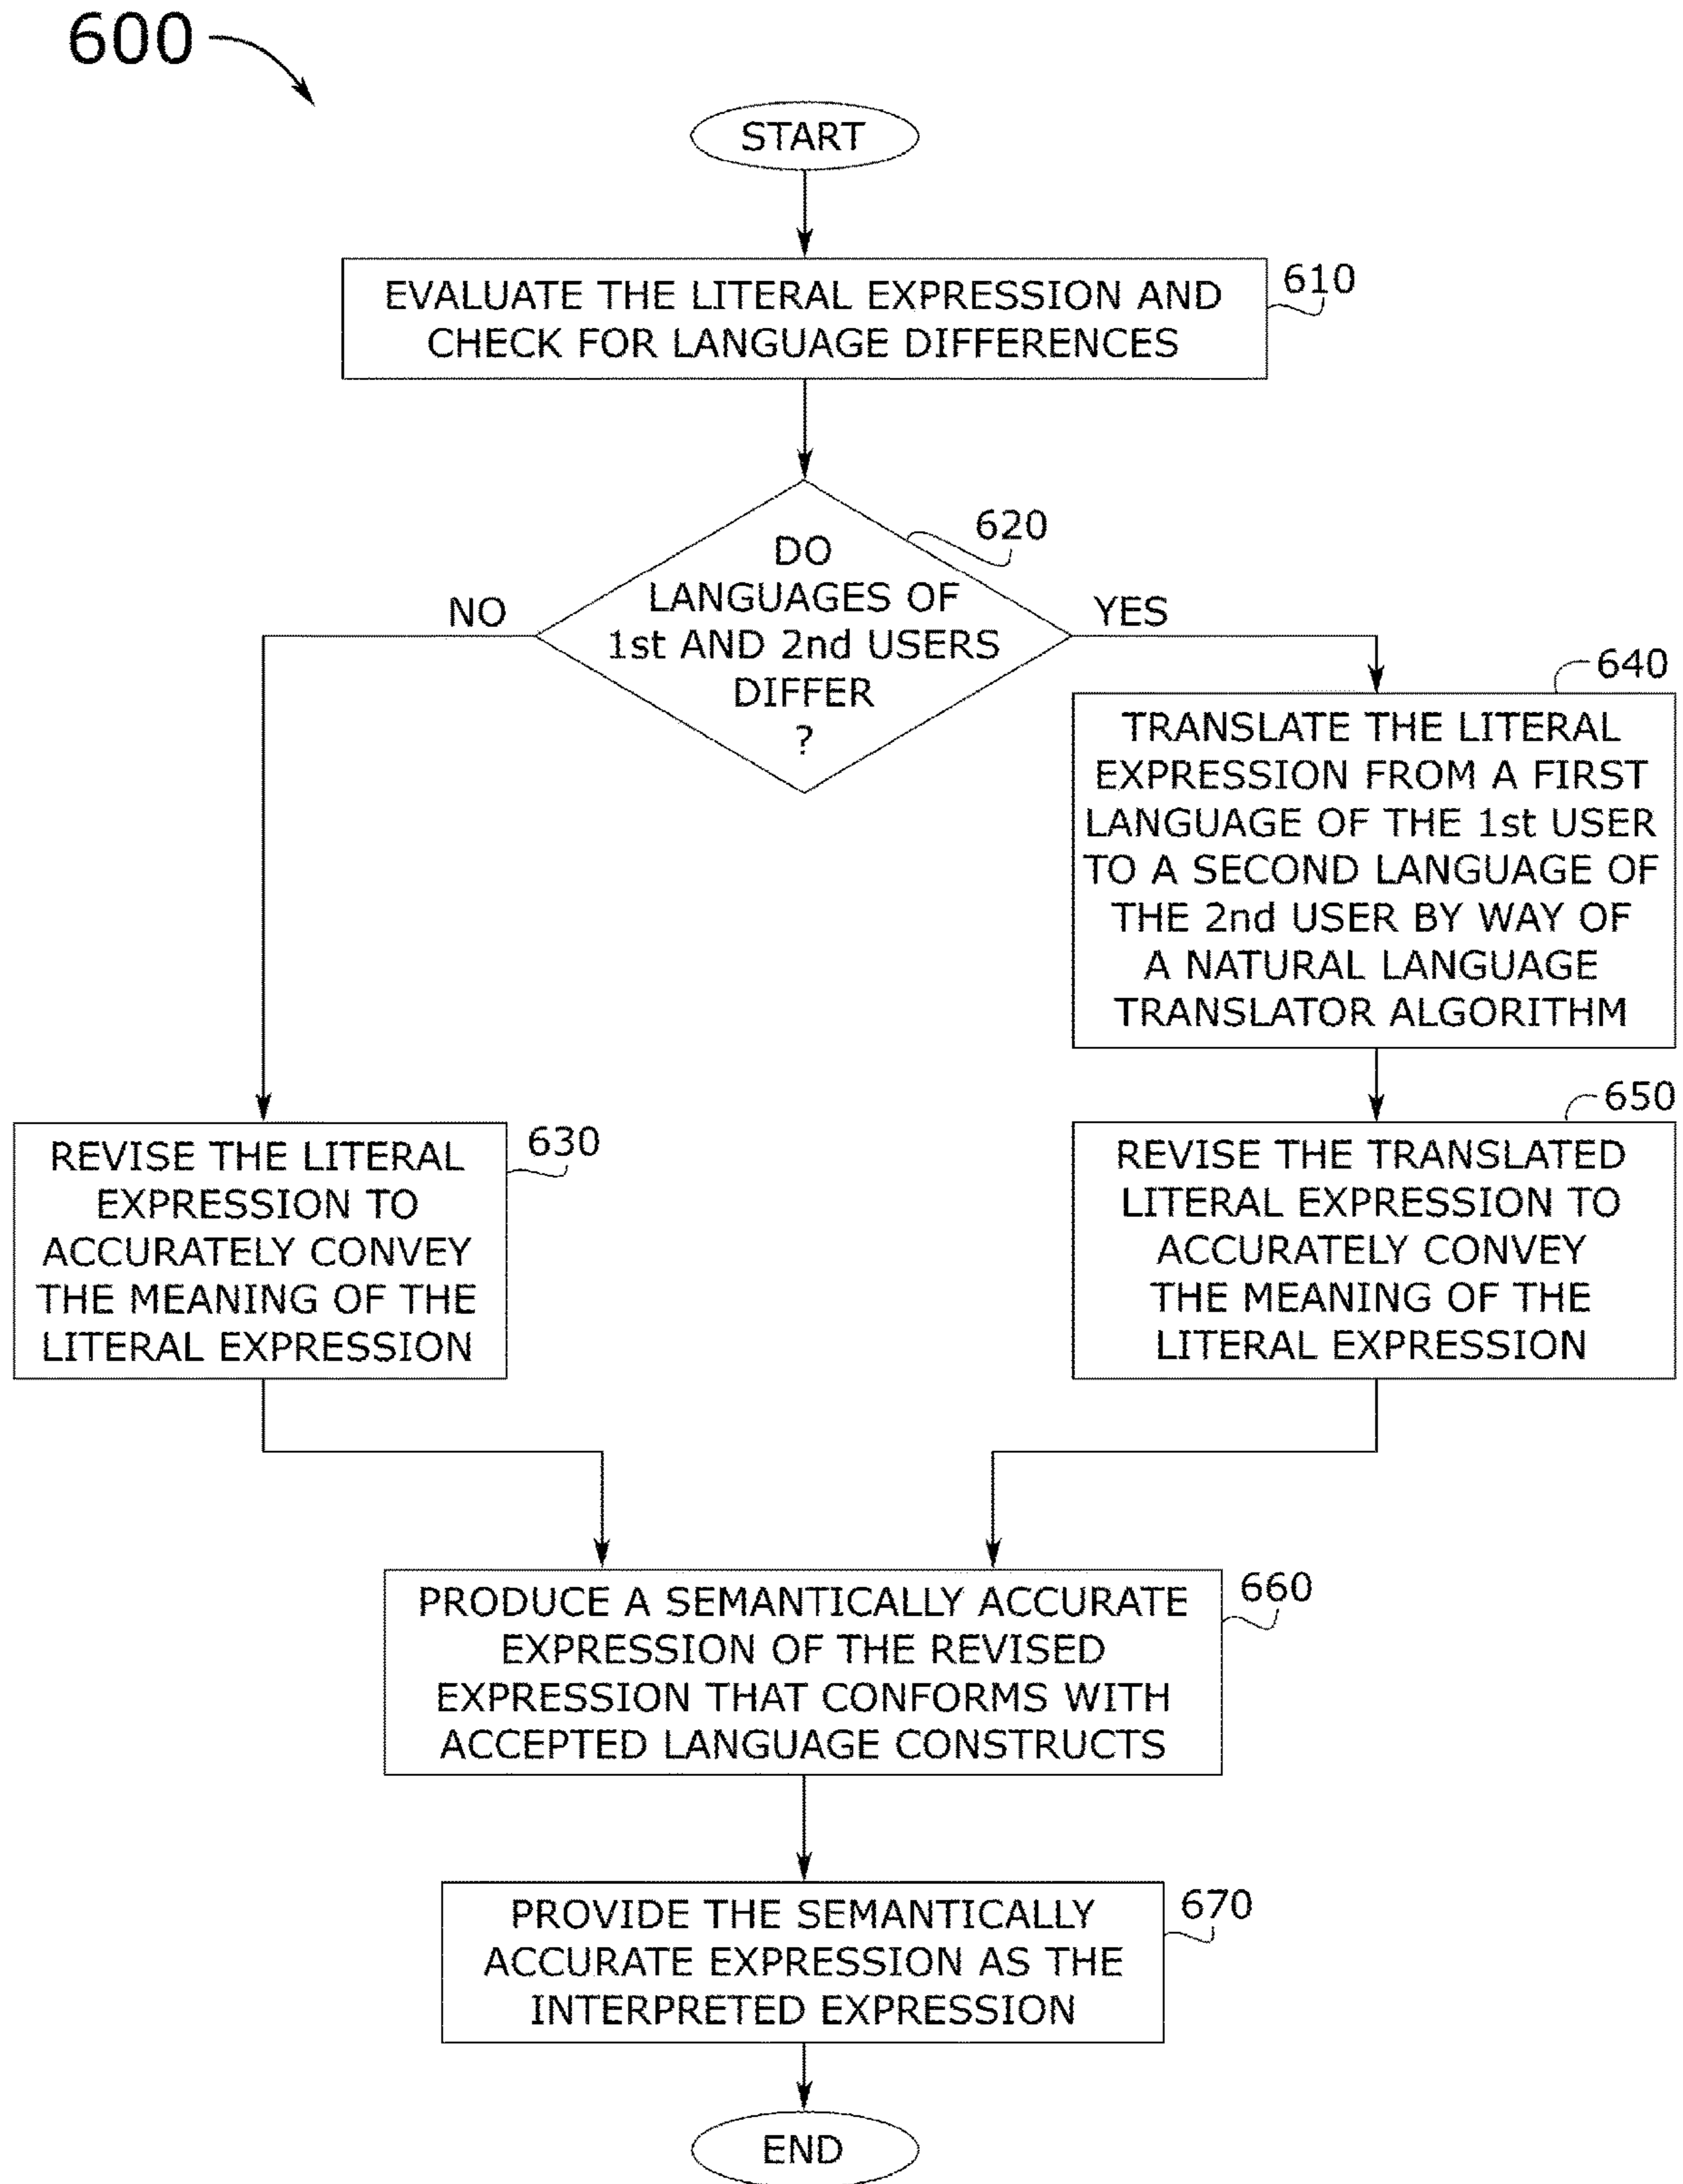 600
START
EVALUATE THE LITERAL EXPRESSION AND
CHECK FOR LANGUAGE DIFFERENCES
610
DO
LANGUAGES OF
1st AND 2nd USERS
DIFFER
?
620
NO
YES
640
TRANSLATE THE LITERAL
EXPRESSION FROM A FIRST
LANGUAGE OF THE 1st USER
TO A SECOND LANGUAGE OF
THE 2nd USER BY WAY OF
A NATURAL LANGUAGE
TRANSLATOR ALGORITHM
630
REVISE THE LITERAL
EXPRESSION TO
ACCURATELY CONVEY
THE MEANING OF THE
LITERAL EXPRESSION
650
REVISE THE TRANSLATED
LITERAL EXPRESSION TO
ACCURATELY CONVEY
THE MEANING OF THE
LITERAL EXPRESSION
660
PRODUCE A SEMANTICALLY ACCURATE
EXPRESSION OF THE REVISED
EXPRESSION THAT CONFORMS WITH
ACCEPTED LANGUAGE CONSTRUCTS
670
PROVIDE THE SEMANTICALLY
ACCURATE EXPRESSION AS THE
INTERPRETED EXPRESSION
END